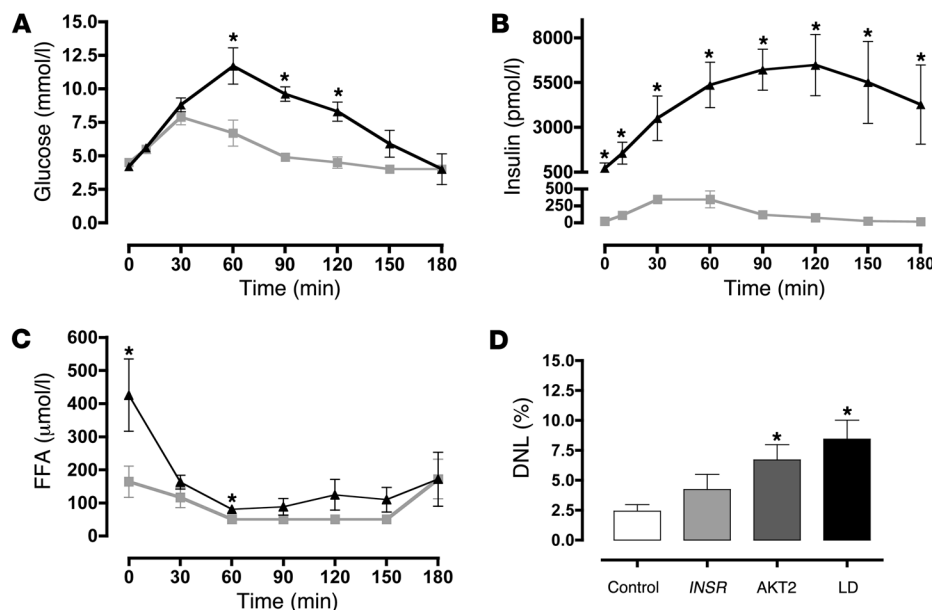 A
Glucose (mmol/l)
15.0
12.5
10.0
7.5
5.0
2.5
0.0
* * *
0 30 60 90 120 150 180
Time (min)
B
Insulin (pmol/l)
8000
5500
3000
500
500
250
0
* * * * * * * *
0 30 60 90 120 150 180
Time (min)
C
FFA (μmol/l)
600
500
400
300
200
100
0
* *
0 30 60 90 120 150 180
Time (min)
D
DNL (%)
15.0
12.5
10.0
7.5
5.0
2.5
0.0
* *
Control INSR AKT2 LD